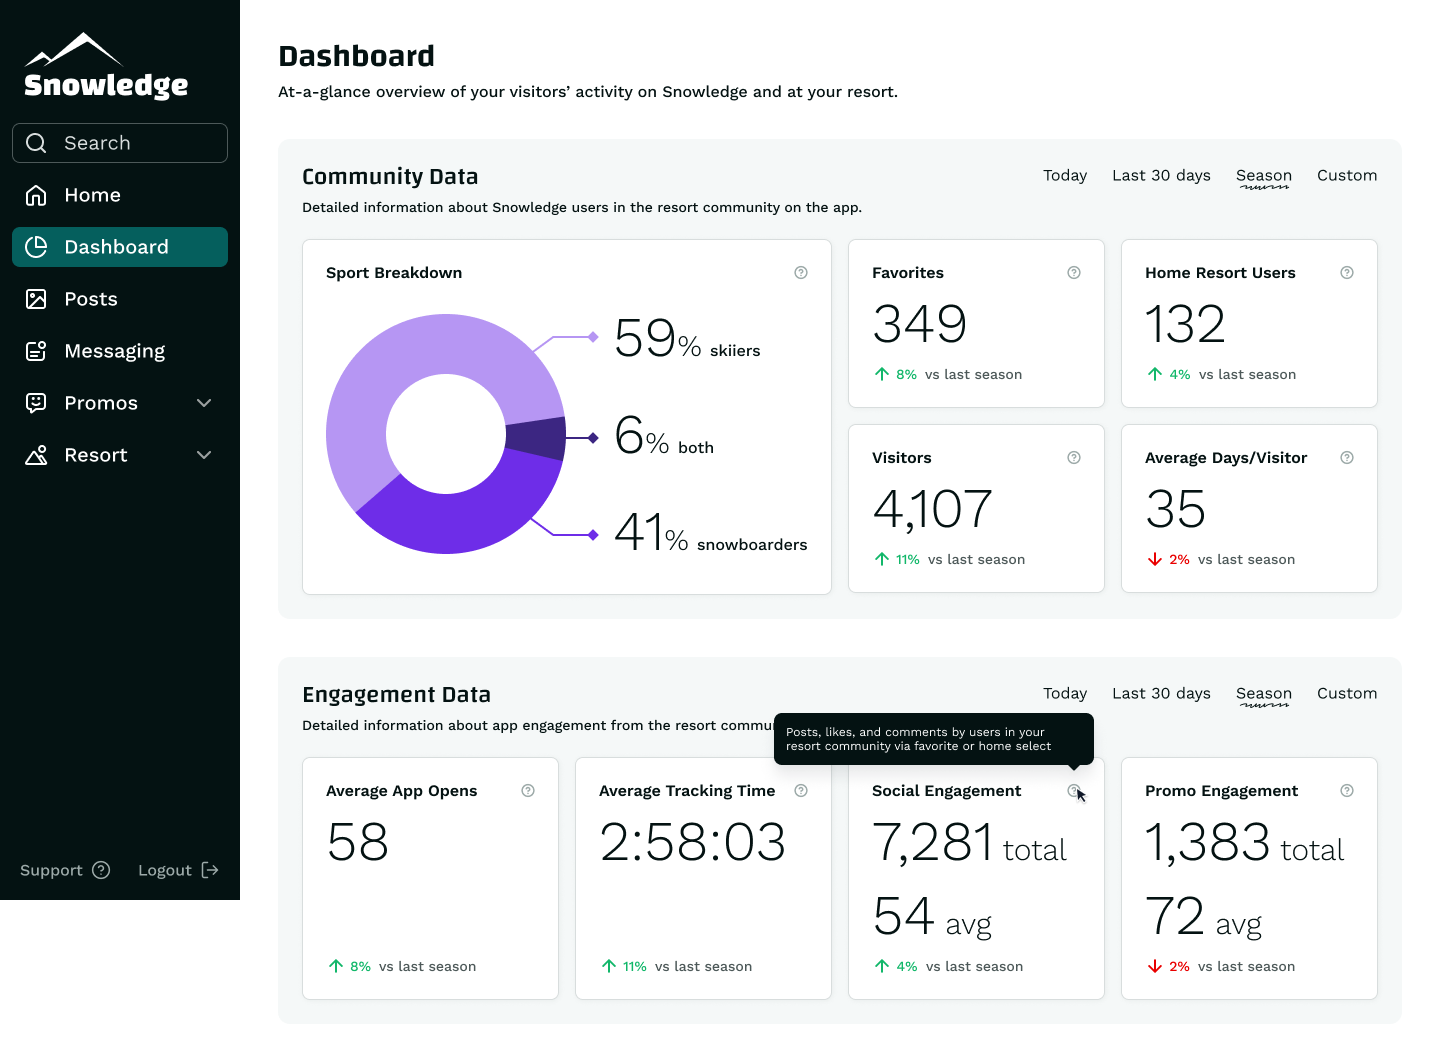 Snowledge
Search
Home
Dashboard
Posts
Messaging
Promos
Resort
Support
Logout
Dashboard
At-a-glance overview of your visitors’ activity on Snowledge and at your resort.
Community Data
Today Last 30 days Season Custom
Detailed information about Snowledge users in the resort community on the app.
Sport Breakdown
59% skiiers
6% both
41% snowboarders
Favorites
349
8% vs last season
Home Resort Users
132
4% vs last season
Visitors
4,107
11% vs last season
Average Days/Visitor
35
2% vs last season
Engagement Data
Today Last 30 days Season Custom
Detailed information about app engagement from the resort
Posts, likes, and comments by users in your
resort community via favorite or home select
Average App Opens
58
8% vs last season
Average Tracking Time
2:58:03
11% vs last season
Social Engagement
7,281 total
54 avg
4% vs last season
Promo Engagement
1,383 total
72 avg
2% vs last season